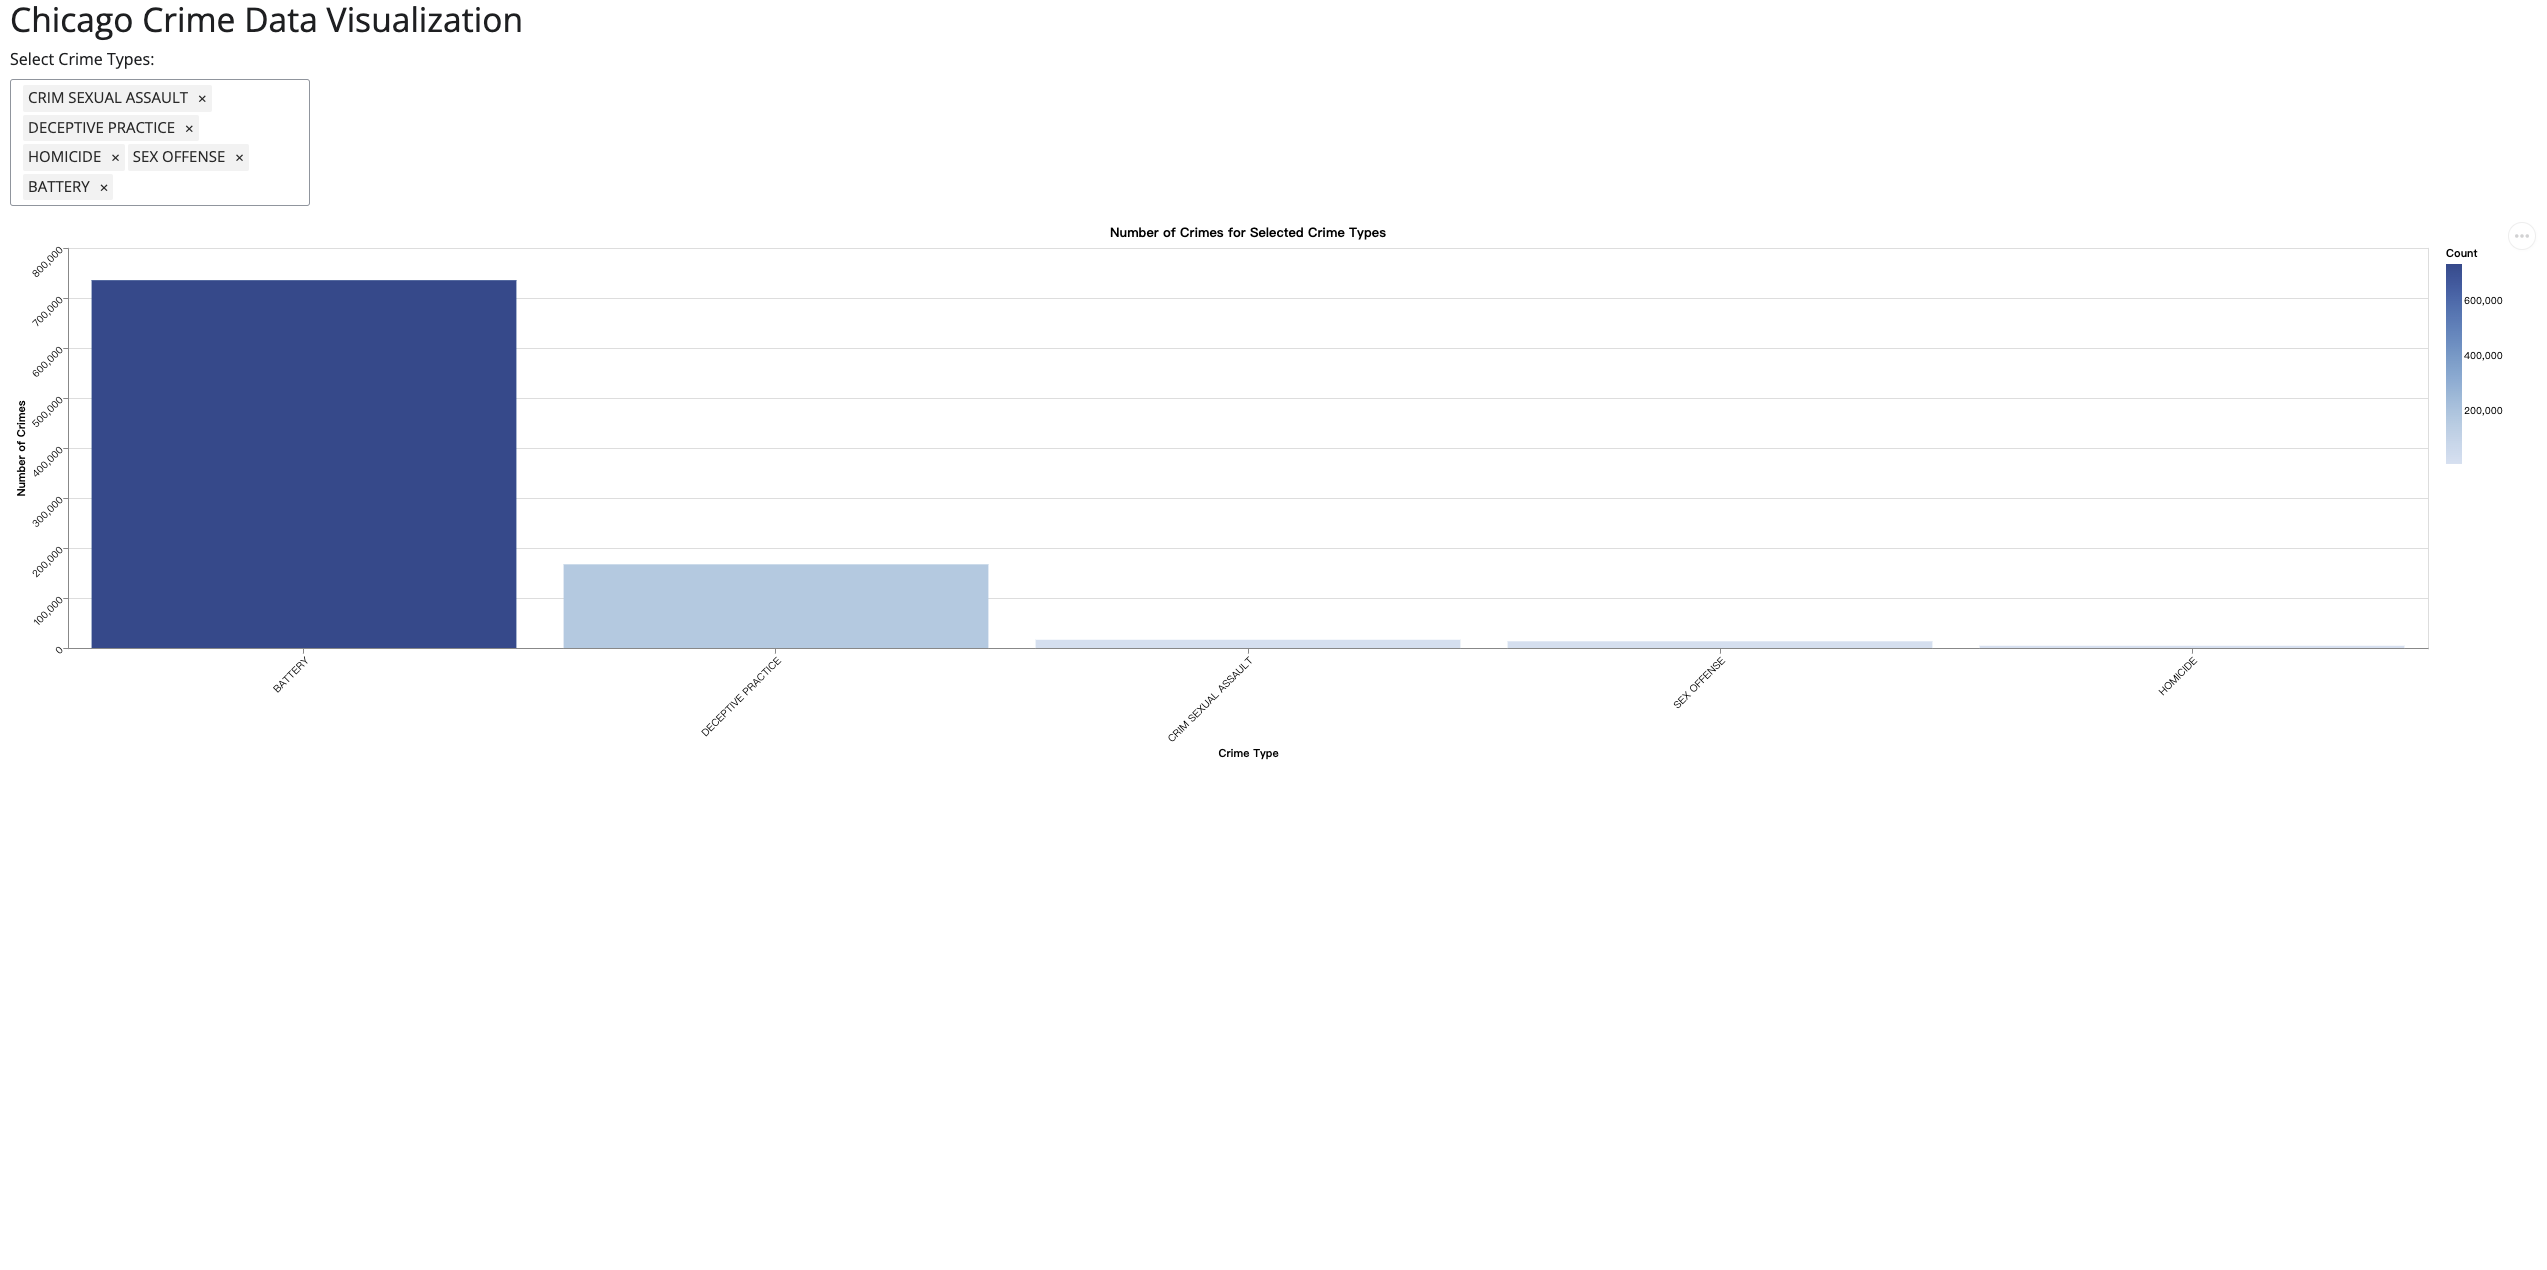 Chicago Crime Data Visualization
Select Crime Types:
CRIM SEXUAL ASSAULT ×
DECEPTIVE PRACTICE ×
HOMICIDE × SEX OFFENSE ×
BATTERY ×
Number of Crimes for Selected Crime Types
Number of Crimes
800,000
700,000
600,000
500,000
400,000
300,000
200,000
100,000
0
BATTERY
DECEPTIVE PRACTICE
CRIM SEXUAL ASSAULT
SEX OFFENSE
HOMICIDE
Crime Type
Count
600,000
400,000
200,000